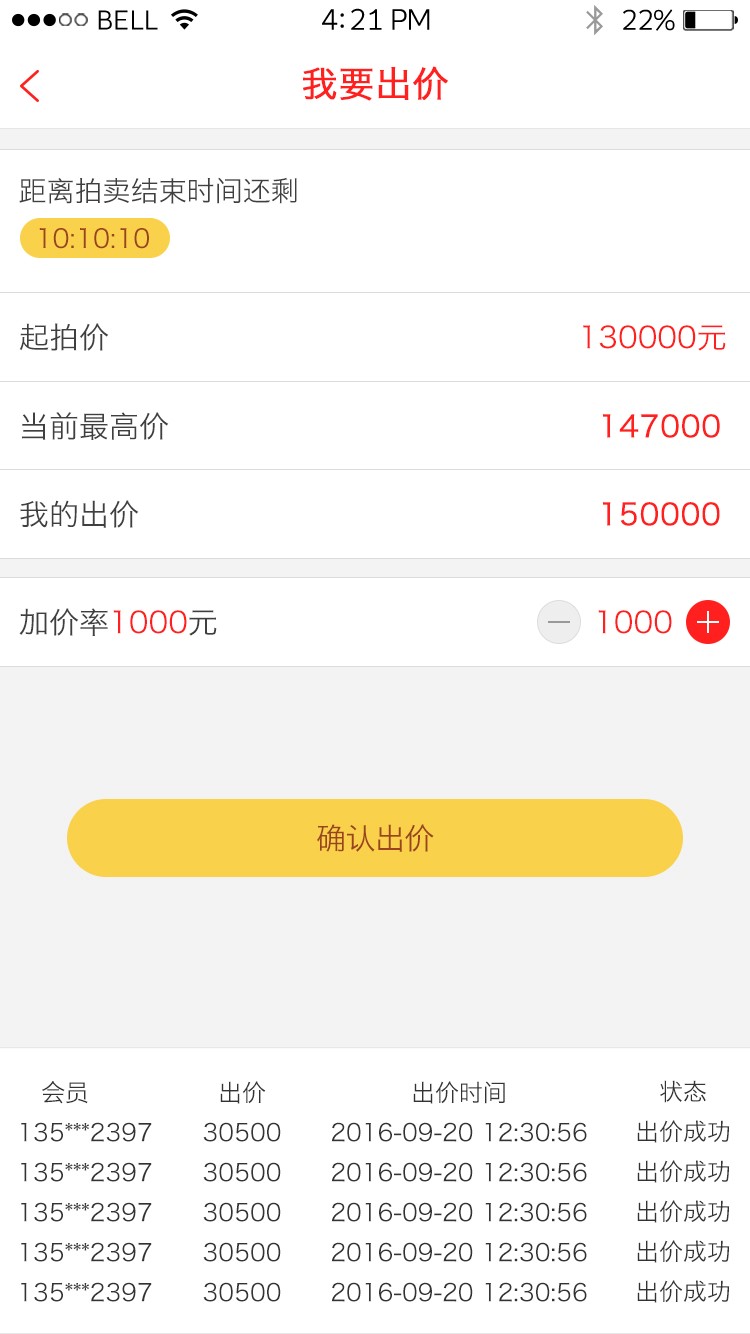 BELL 4:21 PM 22%
我要出价
距离拍卖结束时间还剩
10:10:10
起拍价 130000元
当前最高价 147000
我的出价 150000
加价率1000元 1000
确认出价
会员 出价 出价时间 状态
135***2397 30500 2016-09-20 12:30:56 出价成功
135***2397 30500 2016-09-20 12:30:56 出价成功
135***2397 30500 2016-09-20 12:30:56 出价成功
135***2397 30500 2016-09-20 12:30:56 出价成功
135***2397 30500 2016-09-20 12:30:56 出价成功